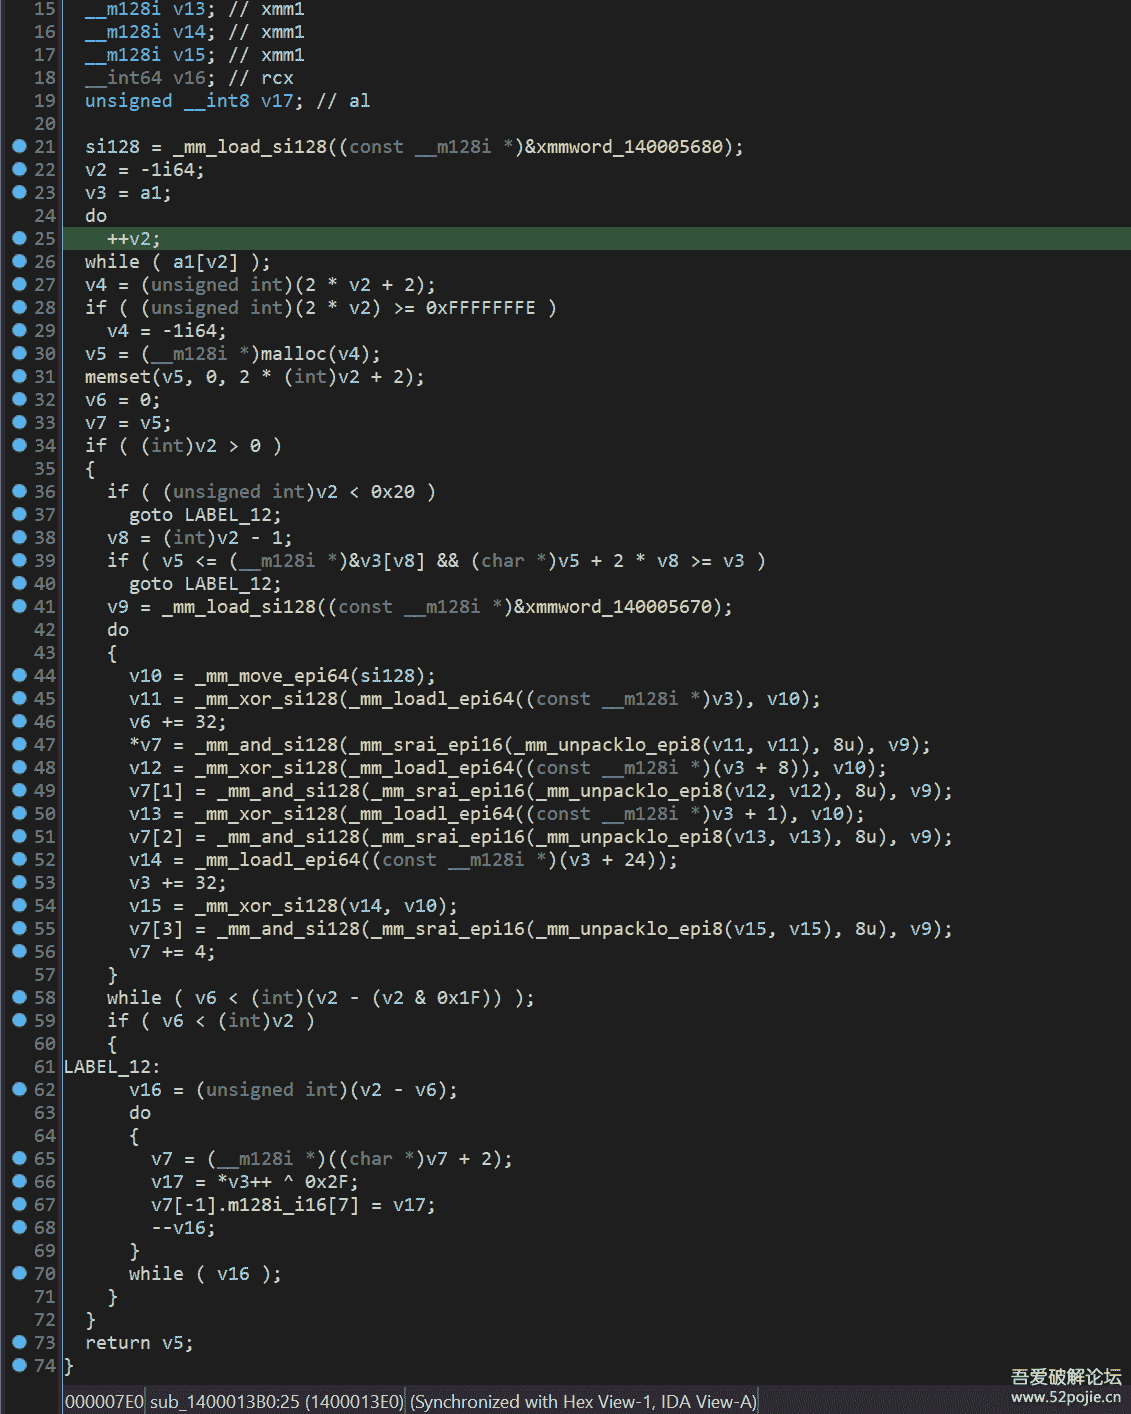 15   __m128i v13; // xmm1
16   __m128i v14; // xmm1
17   __m128i v15; // xmm1
18   __int64 v16; // rcx
19   unsigned __int8 v17; // al
20
21   si128 = _mm_load_si128((const __m128i *)&xmmword_140005680);
22   v2 = -1i64;
23   v3 = a1;
24   do
25     ++v2;
26   while ( a1[v2] );
27   v4 = (unsigned int)(2 * v2 + 2);
28   if ( (unsigned int)(2 * v2) >= 0xFFFFFFFE )
29     v4 = -1i64;
30   v5 = (__m128i *)malloc(v4);
31   memset(v5, 0, 2 * (int)v2 + 2);
32   v6 = 0;
33   v7 = v5;
34   if ( (int)v2 > 0 )
35   {
36     if ( (unsigned int)v2 < 0x20 )
37       goto LABEL_12;
38     v8 = (int)v2 - 1;
39     if ( v5 <= (__m128i *)&v3[v8] && (char *)v5 + 2 * v8 >= v3 )
40       goto LABEL_12;
41     v9 = _mm_load_si128((const __m128i *)&xmmword_140005670);
42     do
43     {
44       v10 = _mm_move_epi64(si128);
45       v11 = _mm_xor_si128(_mm_loadl_epi64((const __m128i *)v3), v10);
46       v6 += 32;
47       *v7 = _mm_and_si128(_mm_srai_epi16(_mm_unpacklo_epi8(v11, v11), 8u), v9);
48       v12 = _mm_xor_si128(_mm_loadl_epi64((const __m128i *)(v3 + 8)), v10);
49       v7[1] = _mm_and_si128(_mm_srai_epi16(_mm_unpacklo_epi8(v12, v12), 8u), v9);
50       v13 = _mm_xor_si128(_mm_loadl_epi64((const __m128i *)v3 + 1), v10);
51       v7[2] = _mm_and_si128(_mm_srai_epi16(_mm_unpacklo_epi8(v13, v13), 8u), v9);
52       v14 = _mm_loadl_epi64((const __m128i *)(v3 + 24));
53       v3 += 32;
54       v15 = _mm_xor_si128(v14, v10);
55       v7[3] = _mm_and_si128(_mm_srai_epi16(_mm_unpacklo_epi8(v15, v15), 8u), v9);
56       v7 += 4;
57     }
58     while ( v6 < (int)(v2 - (v2 & 0x1F)) );
59     if ( v6 < (int)v2 )
60     {
61 LABEL_12:
62       v16 = (unsigned int)(v2 - v6);
63       do
64       {
65         v7 = (__m128i *)((char *)v7 + 2);
66         v17 = *v3++ ^ 0x2F;
67         v7[-1].m128i_i16[7] = v17;
68         --v16;
69       }
70       while ( v16 );
71     }
72   }
73   return v5;
74 }
吾爱破解论坛
www.52pojie.cn
000007E0 sub_1400013B0:25 (1400013E0) (Synchronized with Hex View-1, IDA View-A)